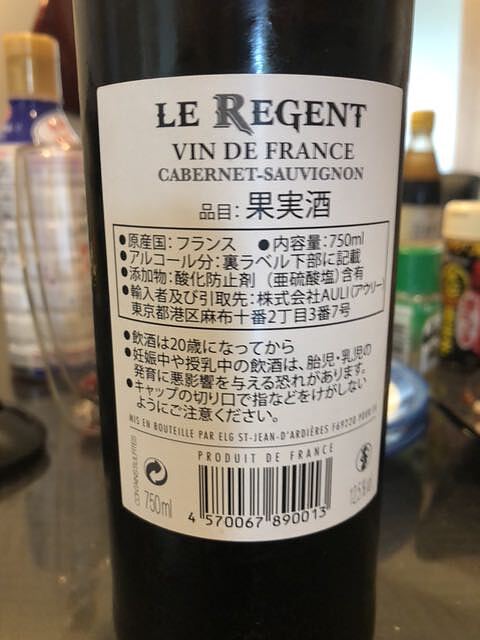 LE REGENT
VIN DE FRANCE
CABERNET-SAUVIGNON
品目：果実酒
●原産国：フランス ●内容量：750ml
●アルコール分：裏ラベル下部に記載
●添加物：酸化防止剤（亜硫酸塩）含有
●輸入者及び引取先：株式会社AULI（アウリー）
東京都港区麻布十番2丁目3番7号
●飲酒は20歳になってから
●妊娠中や授乳中の飲酒は、胎児・乳児の
発育に悪影響を与える恐れがあります。
●キャップの切り口で指などをけがしない
ようにご注意ください。
MIS EN BOUTEILLE PAR ELG ST-JEAN-D'ARDIÈRES F69220 POUR
PRODUIT DE FRANCE
CONTAINS SULFITES
750ml
12.5%
4 570067 890013